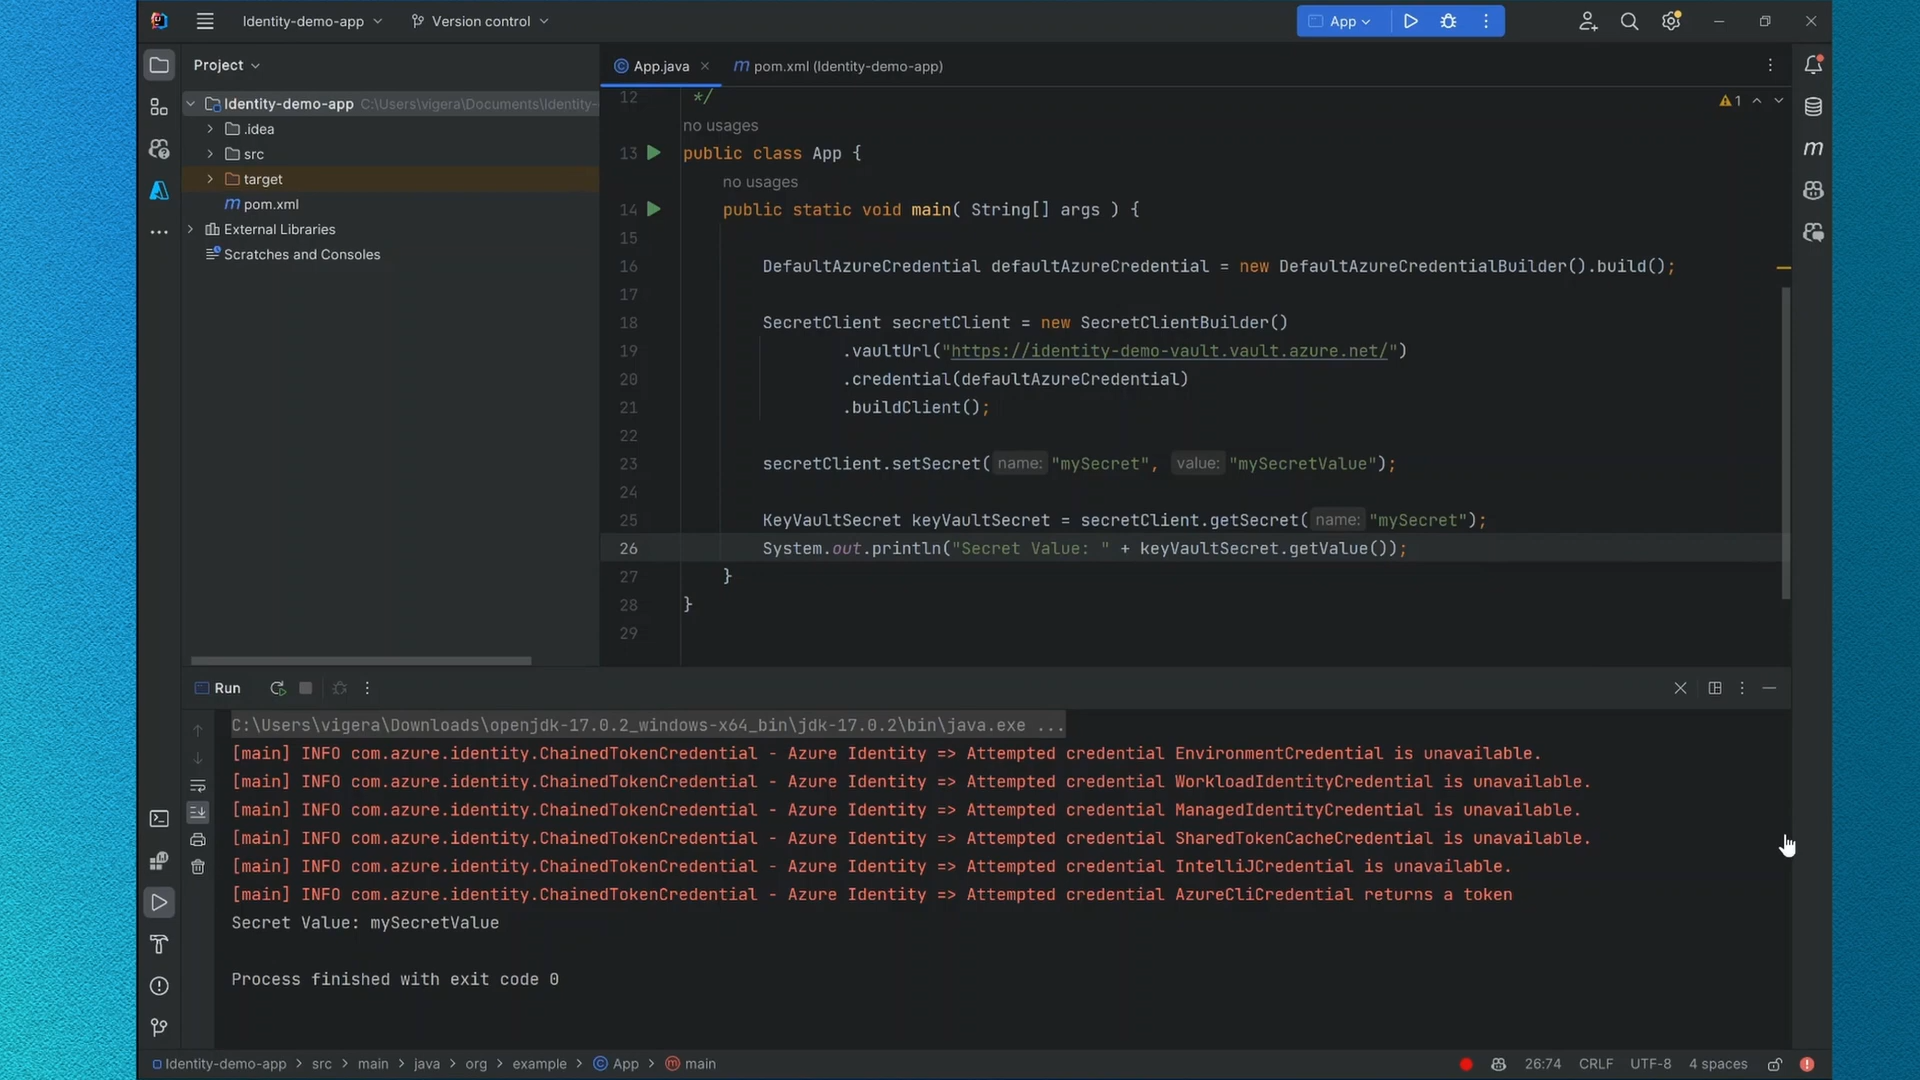 Identity-demo-app
Version control
App
Project
App.java
pom.xml (Identity-demo-app)
Identity-demo-app C:\Users\vigera\Documents\Identity-
.idea
src
target
pom.xml
External Libraries
Scratches and Consoles
12 */
1
no usages
13 public class App {
no usages
14 public static void main( String[] args ) {
15
16 DefaultAzureCredential defaultAzureCredential = new DefaultAzureCredentialBuilder().build();
17
18 SecretClient secretClient = new SecretClientBuilder()
19 .vaultUrl("https://identity-demo-vault.vault.azure.net/")
20 .credential(defaultAzureCredential)
21 .buildClient();
22
23 secretClient.setSecret( name: "mySecret", value: "mySecretValue");
24
25 KeyVaultSecret keyVaultSecret = secretClient.getSecret( name: "mySecret");
26 System.out.println("Secret Value: " + keyVaultSecret.getValue());
27 }
28 }
29
Run
C:\Users\vigera\Downloads\openjdk-17.0.2_windows-x64_bin\jdk-17.0.2\bin\java.exe ...
[main] INFO com.azure.identity.ChainedTokenCredential - Azure Identity => Attempted credential EnvironmentCredential is unavailable.
[main] INFO com.azure.identity.ChainedTokenCredential - Azure Identity => Attempted credential WorkloadIdentityCredential is unavailable.
[main] INFO com.azure.identity.ChainedTokenCredential - Azure Identity => Attempted credential ManagedIdentityCredential is unavailable.
[main] INFO com.azure.identity.ChainedTokenCredential - Azure Identity => Attempted credential SharedTokenCacheCredential is unavailable.
[main] INFO com.azure.identity.ChainedTokenCredential - Azure Identity => Attempted credential IntelliJCredential is unavailable.
[main] INFO com.azure.identity.ChainedTokenCredential - Azure Identity => Attempted credential AzureCliCredential returns a token
Secret Value: mySecretValue
Process finished with exit code 0
Identity-demo-app > src > main > java > org > example > App > main
26:74 CRLF UTF-8 4 spaces